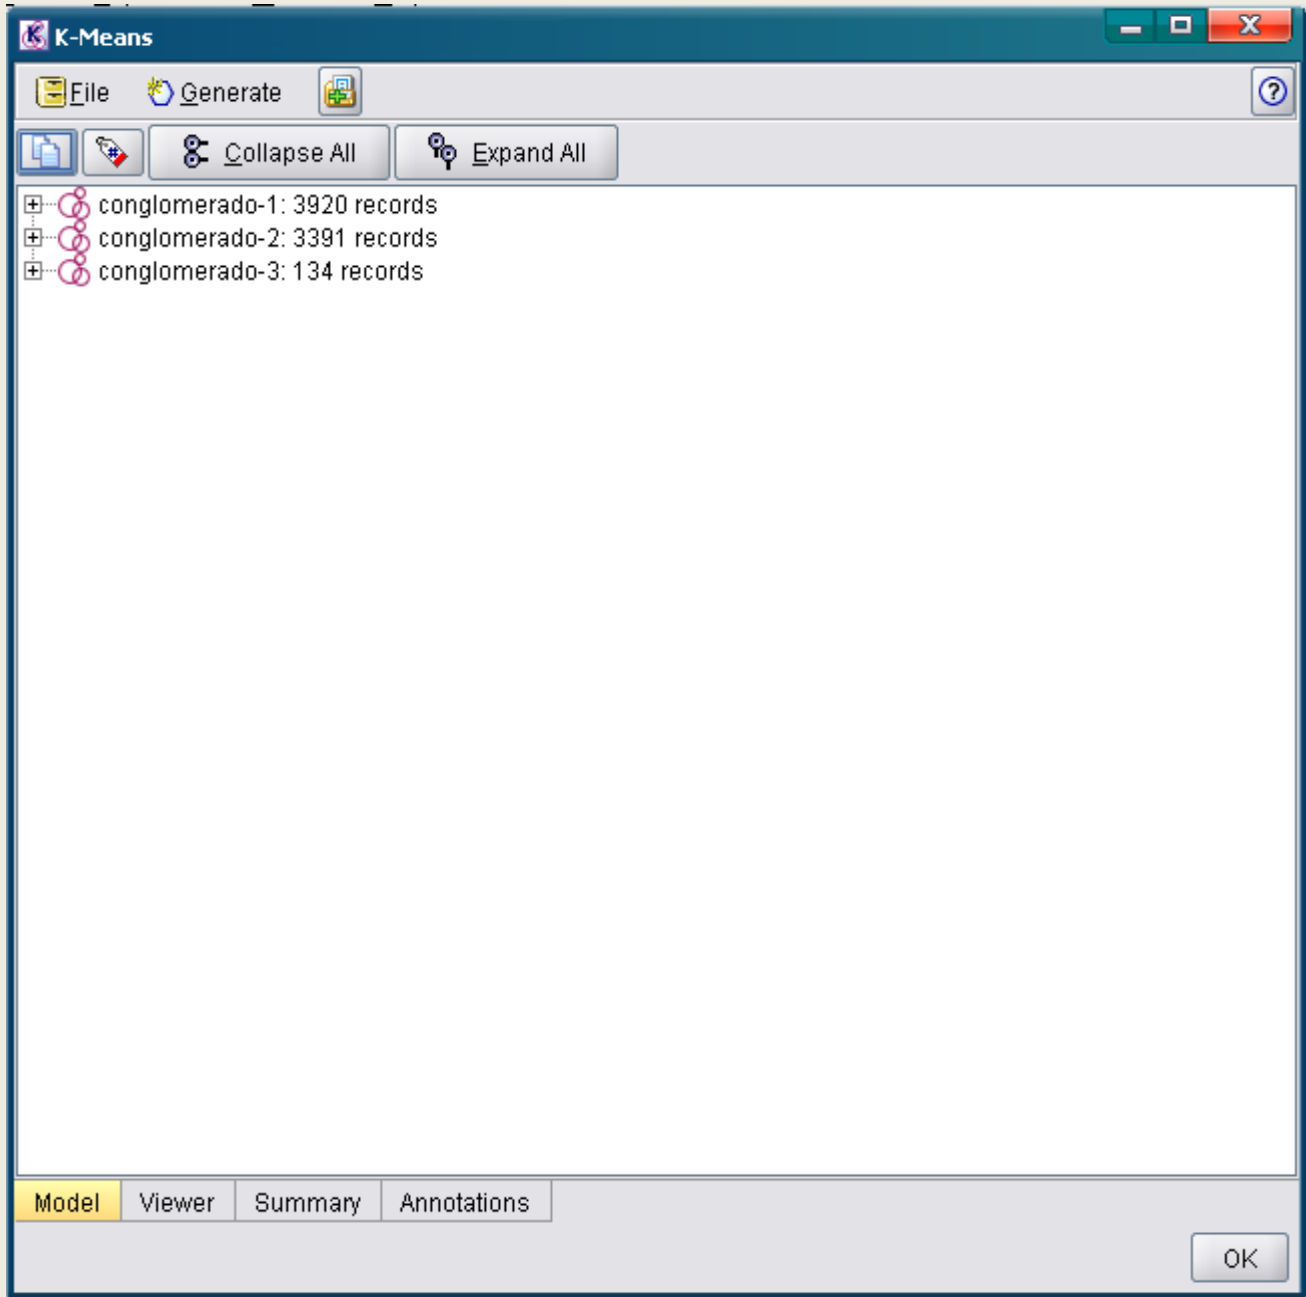 K-Means
File Generate
Collapse All Expand All
conglomerado-1: 3920 records
conglomerado-2: 3391 records
conglomerado-3: 134 records
Model Viewer Summary Annotations
OK